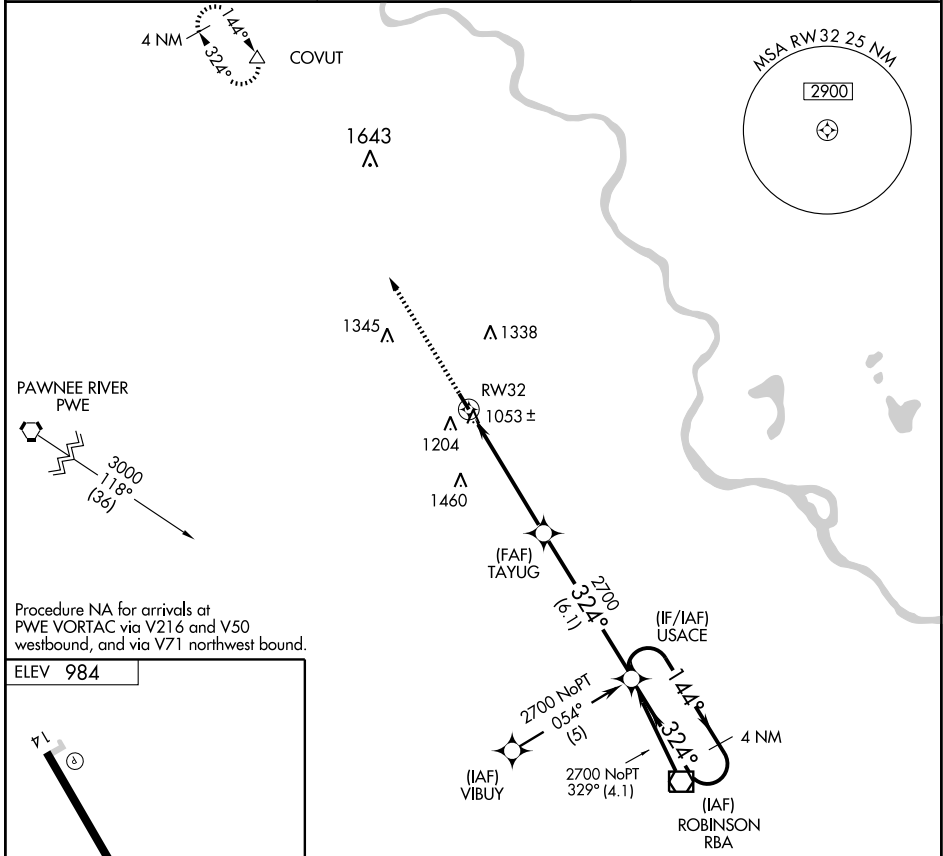 144°
4 NM
324°
COVUT
MSA RW 32 25 NM
2900
1643
1345
1338
RW32
1053 ±
1204
1460
PAWNEE RIVER
PWE
3000
118°
(36)
(FAF)
TAYUG
2700
324°
(6.1)
(IF/IAF)
USACE
Procedure NA for arrivals at
PWE VORTAC via V216 and V50
westbound, and via V71 northwest bound.
ELEV 984
2700 NoPT
054°
(5)
144°
324°
4 NM
(IAF)
VIBUY
2700 NoPT
329° (4.1)
(IAF)
ROBINSON
RBA
14
P